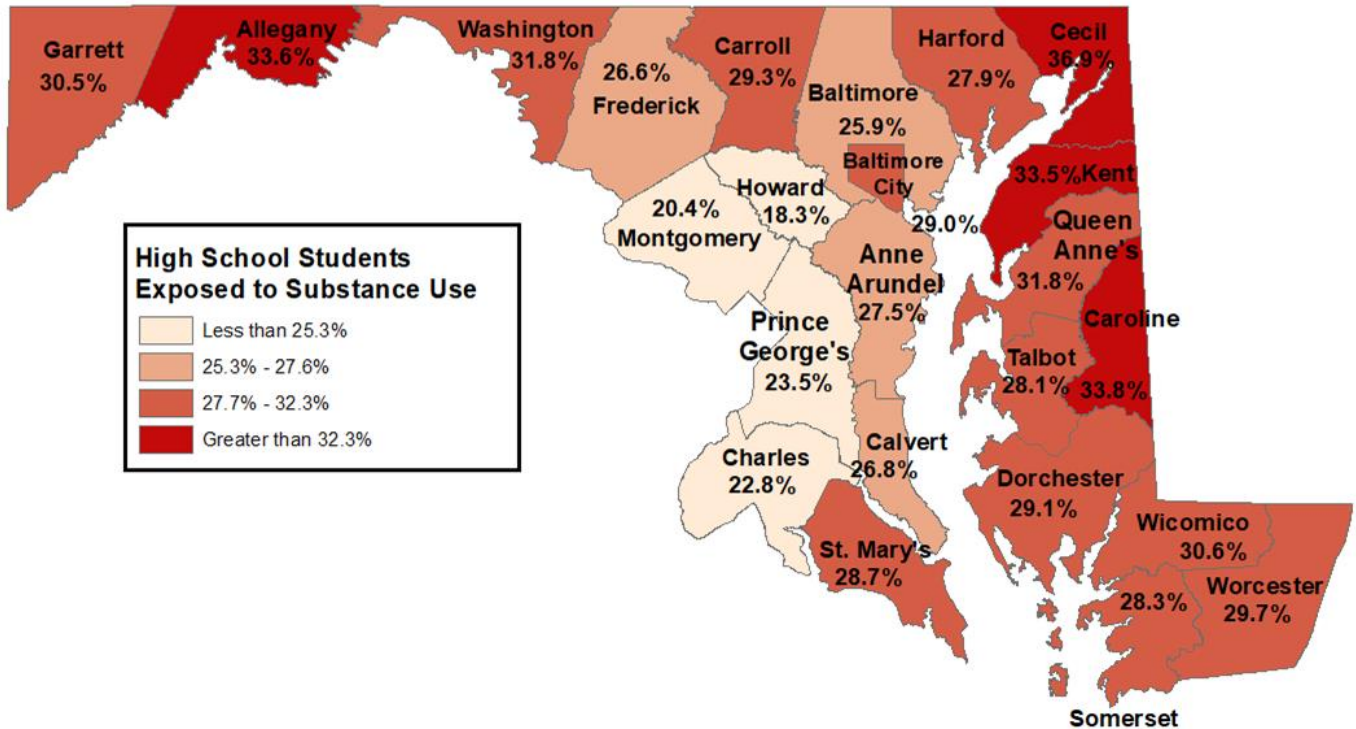 Garrett
30.5%
Allegany
33.6%
Washington
31.8%
26.6%
Frederick
Carroll
29.3%
Baltimore
25.9%
Baltimore
City
29.0%
Harford
27.9%
Cecil
36.9%
33.5% Kent
Queen
Anne's
31.8%
Howard
18.3%
20.4%
Montgomery
Anne
Arundel
27.5%
Prince
George's
23.5%
Caroline
33.8%
Talbot
28.1%
Charles
22.8%
Calvert
26.8%
St. Mary's
28.7%
Dorchester
29.1%
Wicomico
30.6%
Worcester
29.7%
28.3%
Somerset
High School Students
Exposed to Substance Use
Less than 25.3%
25.3% - 27.6%
27.7% - 32.3%
Greater than 32.3%